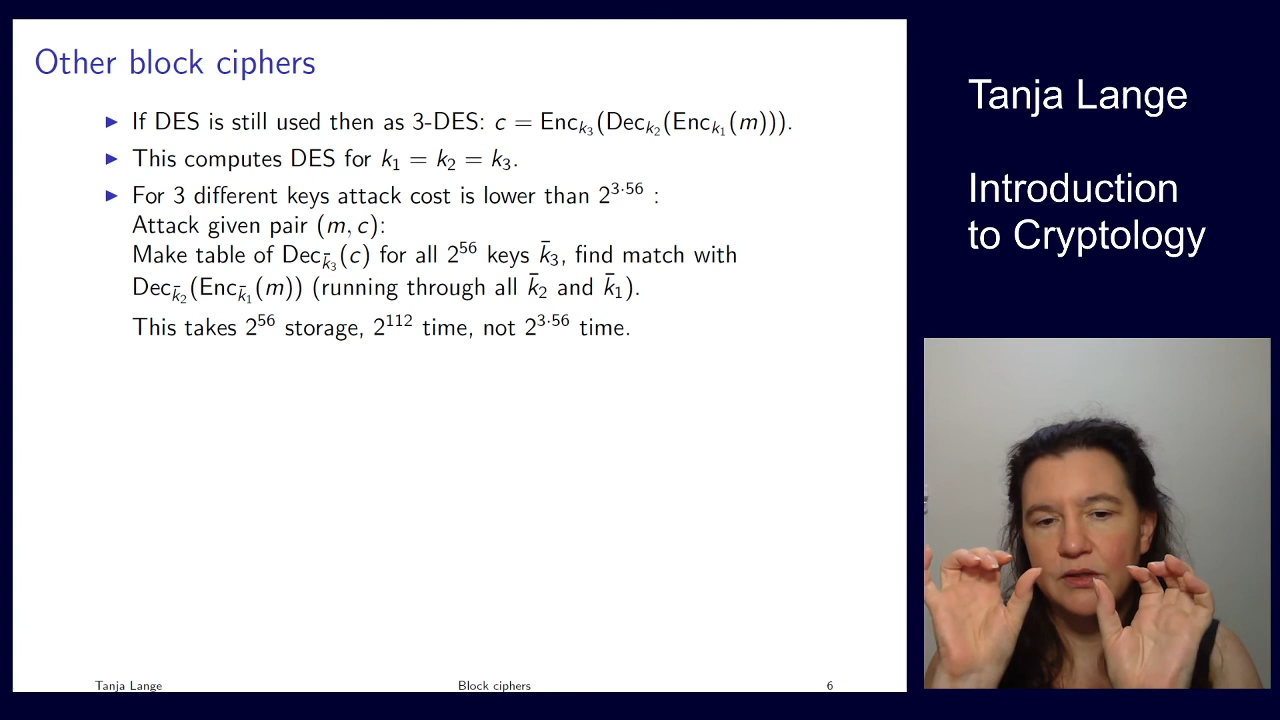 Other block ciphers
▶ If DES is still used then as 3-DES: c = Enc_{k_3}(Dec_{k_2}(Enc_{k_1}(m))).
▶ This computes DES for k_1 = k_2 = k_3.
▶ For 3 different keys attack cost is lower than 2^{3·56} :
Attack given pair (m, c):
Make table of Dec_{k̄_3}(c) for all 2^{56} keys k̄_3, find match with
Dec_{k̄_2}(Enc_{k̄_1}(m)) (running through all k̄_2 and k̄_1).
This takes 2^{56} storage, 2^{112} time, not 2^{3·56} time.
Tanja Lange Block ciphers 6
Tanja Lange
Introduction
to Cryptology